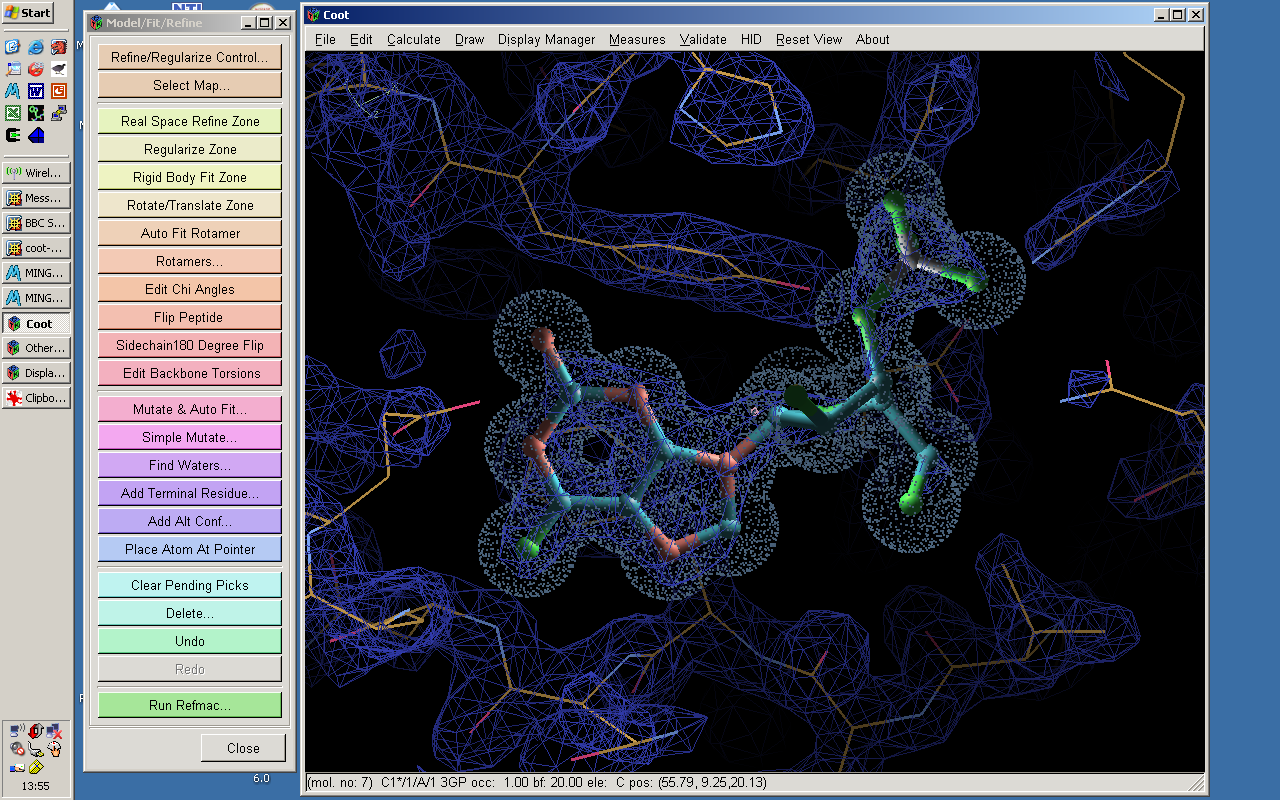 Start
Wirel...
Mess...
BBC S...
coot-...
MING...
MING...
Coot
Other...
Displa...
Clipbo...
13:55
Model/Fit/Refine
Refine/Regularize Control...
Select Map...
Real Space Refine Zone
Regularize Zone
Rigid Body Fit Zone
Rotate/Translate Zone
Auto Fit Rotamer
Rotamers...
Edit Chi Angles
Flip Peptide
Sidechain180 Degree Flip
Edit Backbone Torsions
Mutate & Auto Fit...
Simple Mutate...
Find Waters...
Add Terminal Residue...
Add Alt Conf...
Place Atom At Pointer
Clear Pending Picks
Delete...
Undo
Redo
Run Refmac...
Close
6.0
Coot
File Edit Calculate Draw Display Manager Measures Validate HID Reset View About
(mol. no: 7) C1*/1/A/1 3GP occ: 1.00 bf: 20.00 ele: C pos: (55.79, 9.25,20.13)